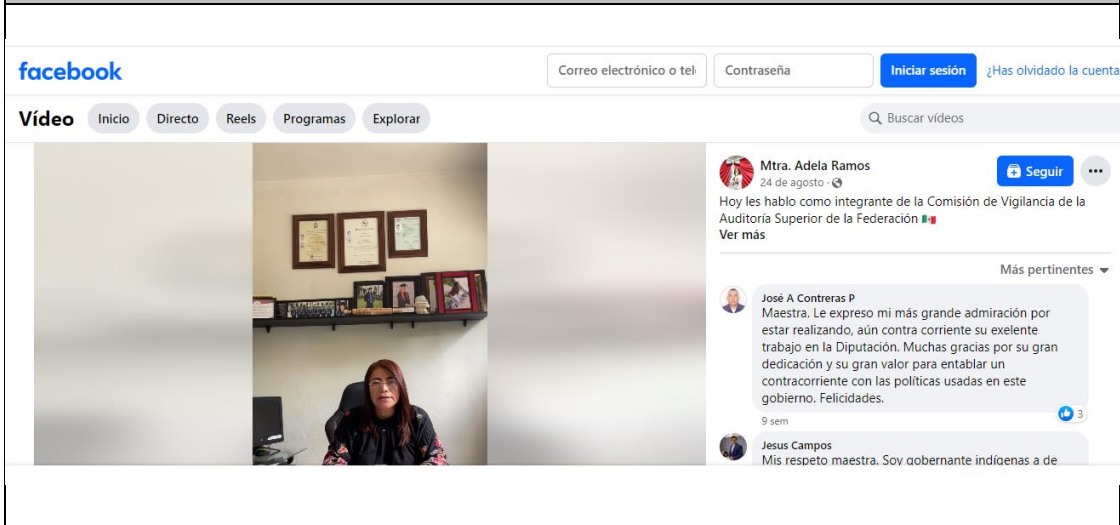 facebook
Correo electrónico o tel
Contraseña
Iniciar sesión
¿Has olvidado la cuenta
Vídeo
Inicio
Directo
Reels
Programas
Explorar
Buscar vídeos
Mtra. Adela Ramos
Seguir
24 de agosto ·
Hoy les hablo como integrante de la Comisión de Vigilancia de la
Auditoría Superior de la Federación
Ver más
Más pertinentes
José A Contreras P
Maestra. Le expreso mi más grande admiración por
estar realizando, aún contra corriente su exelente
trabajo en la Diputación. Muchas gracias por su gran
dedicación y su gran valor para entablar un
contracorriente con las políticas usadas en este
gobierno. Felicidades.
3
9 sem
Jesus Campos
Mis respeto maestra. Soy gobernante indígenas a de